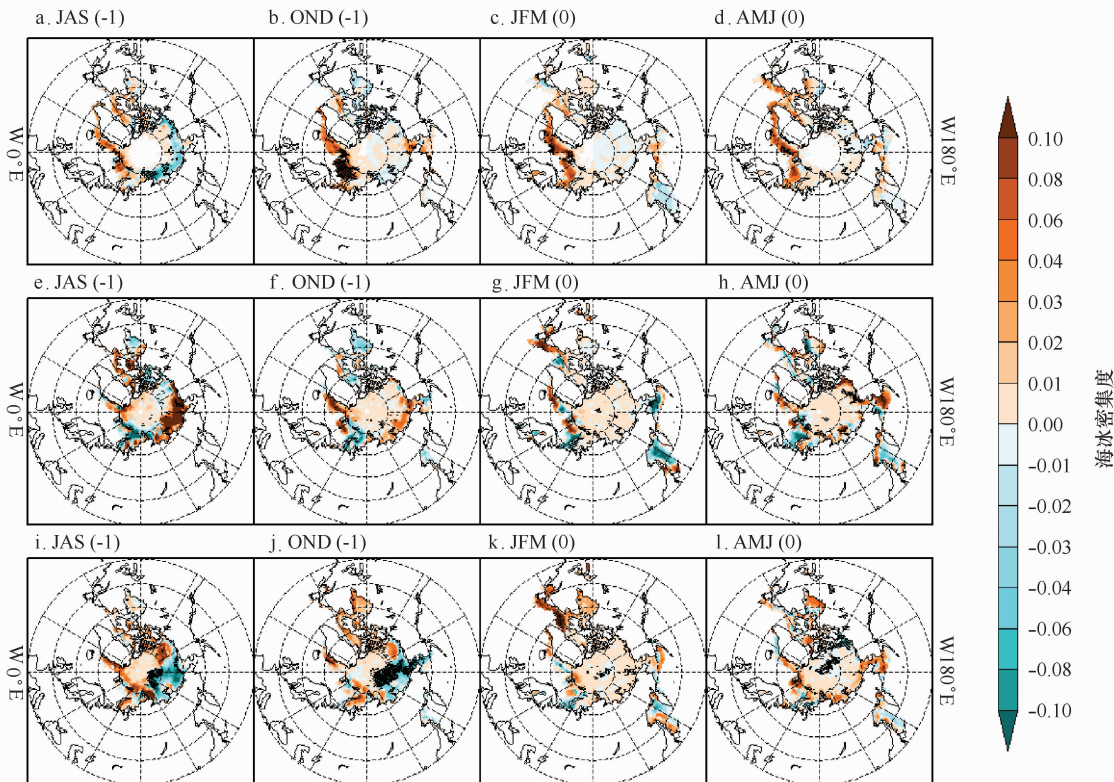 a. JAS (-1)
b. OND (-1)
c. JFM (0)
d. AMJ (0)
W 0° E
W180°E
e. JAS (-1)
f. OND (-1)
g. JFM (0)
h. AMJ (0)
W 0° E
W180°E
i. JAS (-1)
j. OND (-1)
k. JFM (0)
l. AMJ (0)
W 0° E
W180°E
0.10
0.08
0.06
0.04
0.03
0.02
0.01
0.00
-0.01
-0.02
-0.03
-0.04
-0.06
-0.08
-0.10
海冰密集度